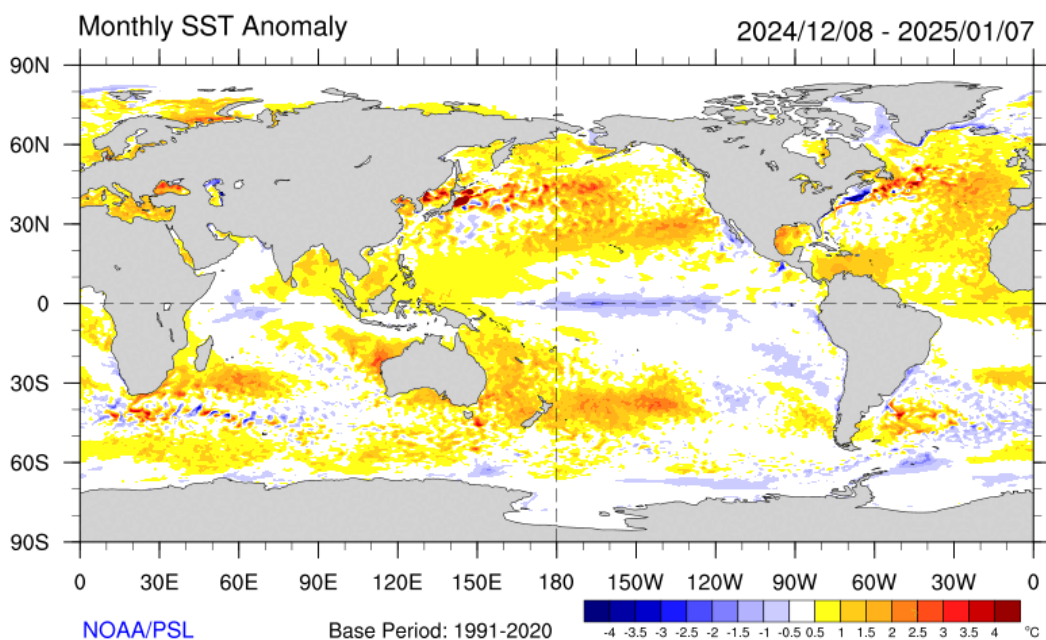 Monthly SST Anomaly 2024/12/08 - 2025/01/07
90N
60N
30N
0
30S
60S
90S
0 30E 60E 90E 120E 150E 180 150W 120W 90W 60W 30W 0
NOAA/PSL Base Period: 1991-2020
-4 -3.5 -3 -2.5 -2 -1.5 -1 -0.5 0.5 1 1.5 2 2.5 3 3.5 4 °C